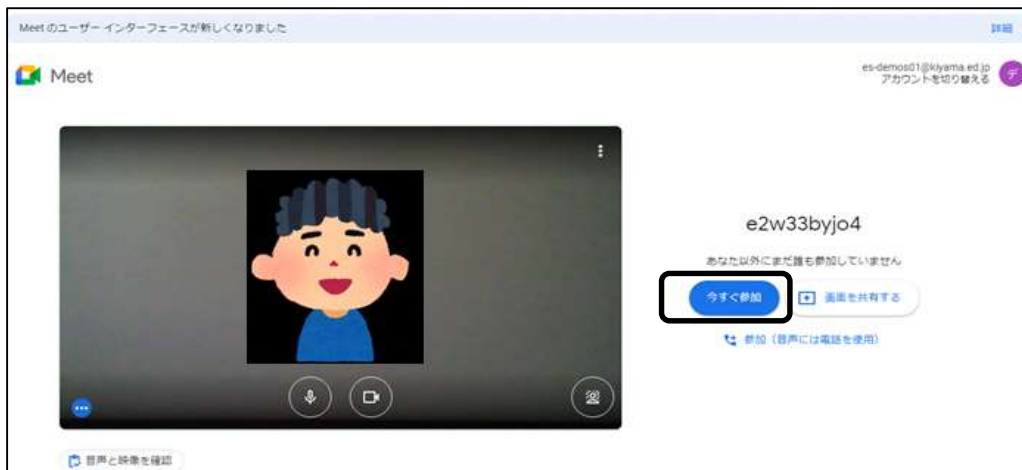 Meet のユーザー インターフェースが新しくなりました
詳細
Meet
es-demos01@kiyama.ed.jp
アカウントを切り替える
デ
e2w33byjo4
あなた以外にまだ誰も参加していません
今すぐ参加
画面を共有する
参加（音声には電話を使用）
音声と映像を確認